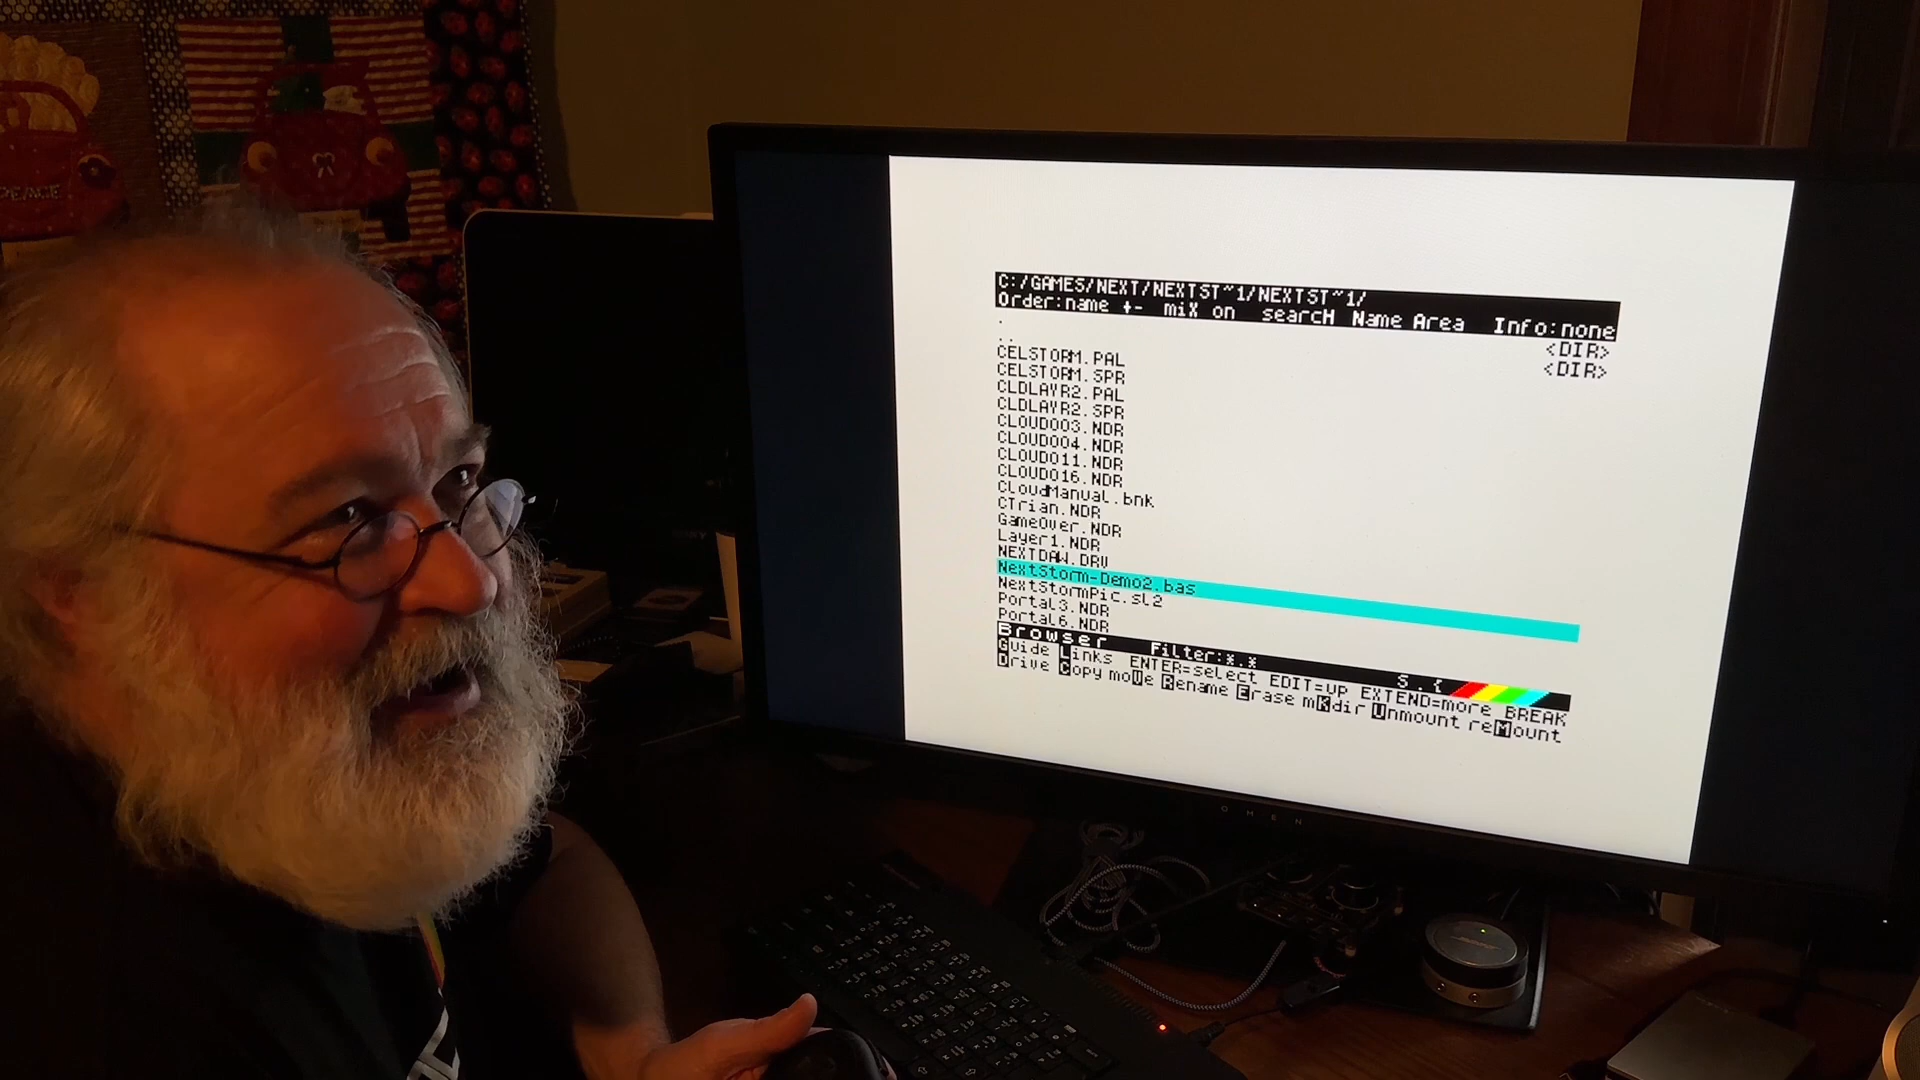 C:/GAMES/NEXT/NEXTST~1/NEXTST~1/
Order:name +- miX on searcH Name Area Info:none
. <DIR>
.. <DIR>
CELSTORM.PAL
CELSTORM.SPR
CLDLAYR2.PAL
CLDLAYR2.SPR
CLOUD003.NDR
CLOUD004.NDR
CLOUD011.NDR
CLOUD016.NDR
CloudManual.bnk
CTrian.NDR
GameOver.NDR
Layer1.NDR
NEXTDAW.DRV
NextStorm-Demo2.bas
NextStormPic.sl2
Portal3.NDR
Portal6.NDR
Browser Filter:*.* S.{
Guide Links ENTER=select EDIT=up EXTEND=more BREAK
Drive Copy moVe Rename Erase mKdir Unmount reMount
OMEN